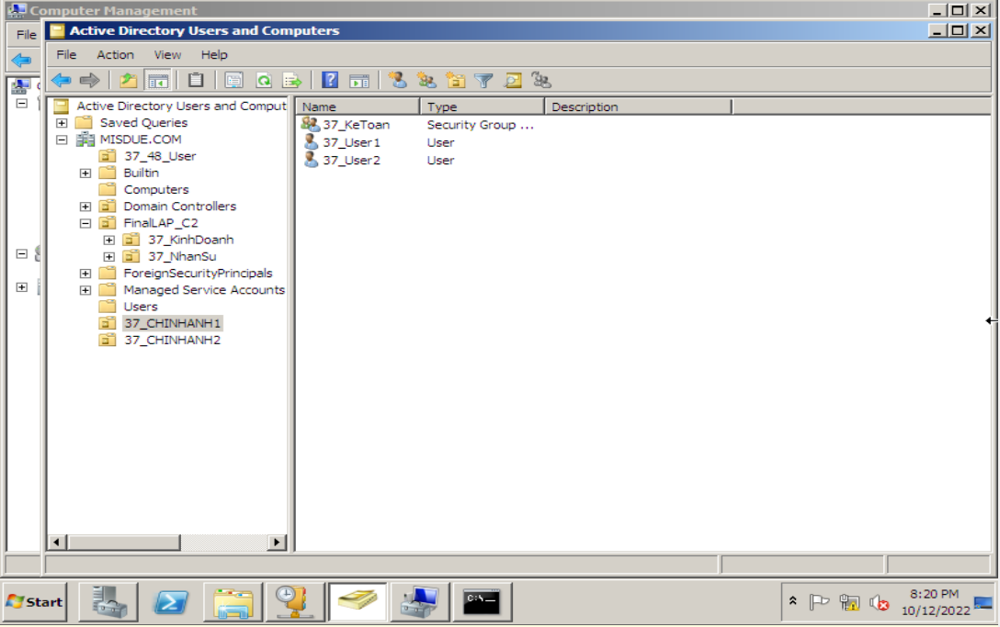 Computer Management
File
Active Directory Users and Computers
File Action View Help
Active Directory Users and Comput
Saved Queries
MISDUE.COM
37_48_User
Builtin
Computers
Domain Controllers
FinalLAP_C2
37_KinhDoanh
37_NhanSu
ForeignSecurityPrincipals
Managed Service Accounts
Users
37_CHINHANH1
37_CHINHANH2
Name Type Description
37_KeToan Security Group ...
37_User1 User
37_User2 User
Start
C:\_
8:20 PM
10/12/2022